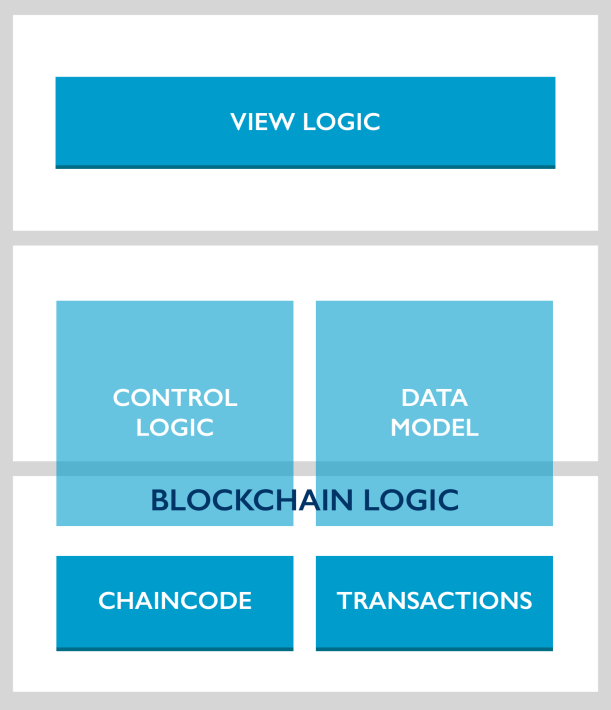 VIEW LOGIC
CONTROL
LOGIC
DATA
MODEL
BLOCKCHAIN LOGIC
CHAINCODE
TRANSACTIONS